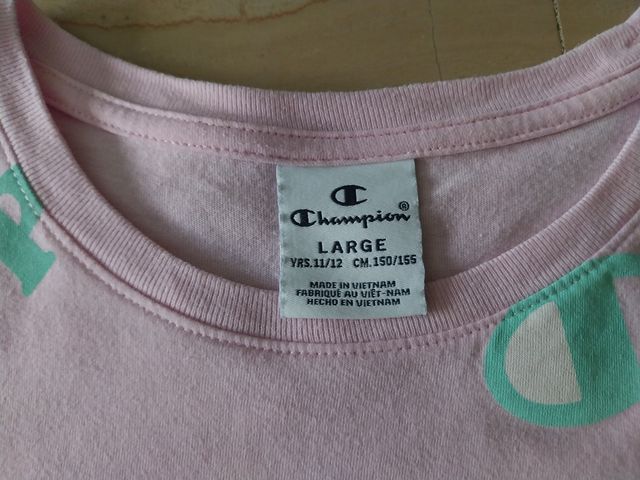 P
C
Champion®
LARGE
YRS.11/12 CM.150/155
MADE IN VIETNAM
FABRIQUÉ AU VIÊT-NAM
HECHO EN VIETNAM